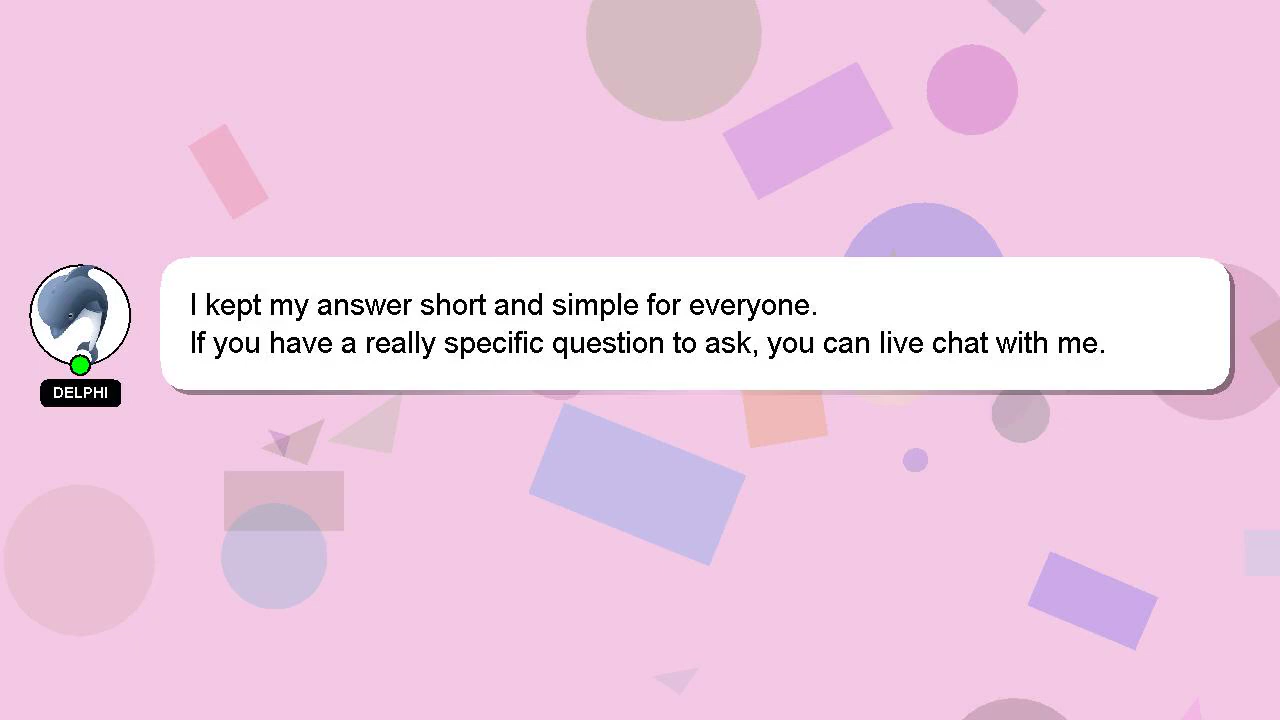 I kept my answer short and simple for everyone.
If you have a really specific question to ask, you can live chat with me.
DELPHI